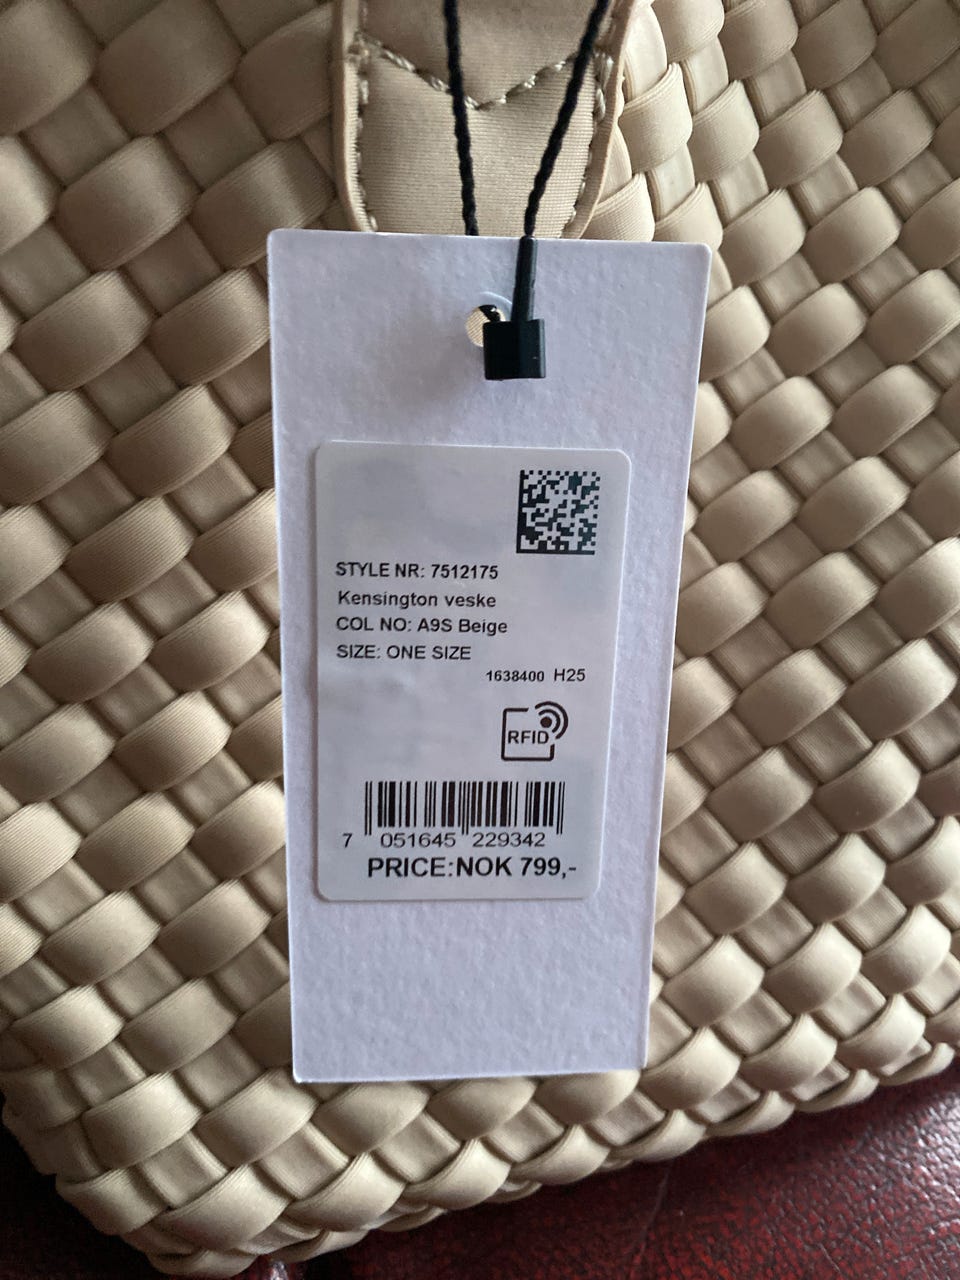 STYLE NR: 7512175
Kensington veske
COL NO: A9S Beige
SIZE: ONE SIZE
1638400 H25
RFID
7 051645 229342
PRICE:NOK 799,-